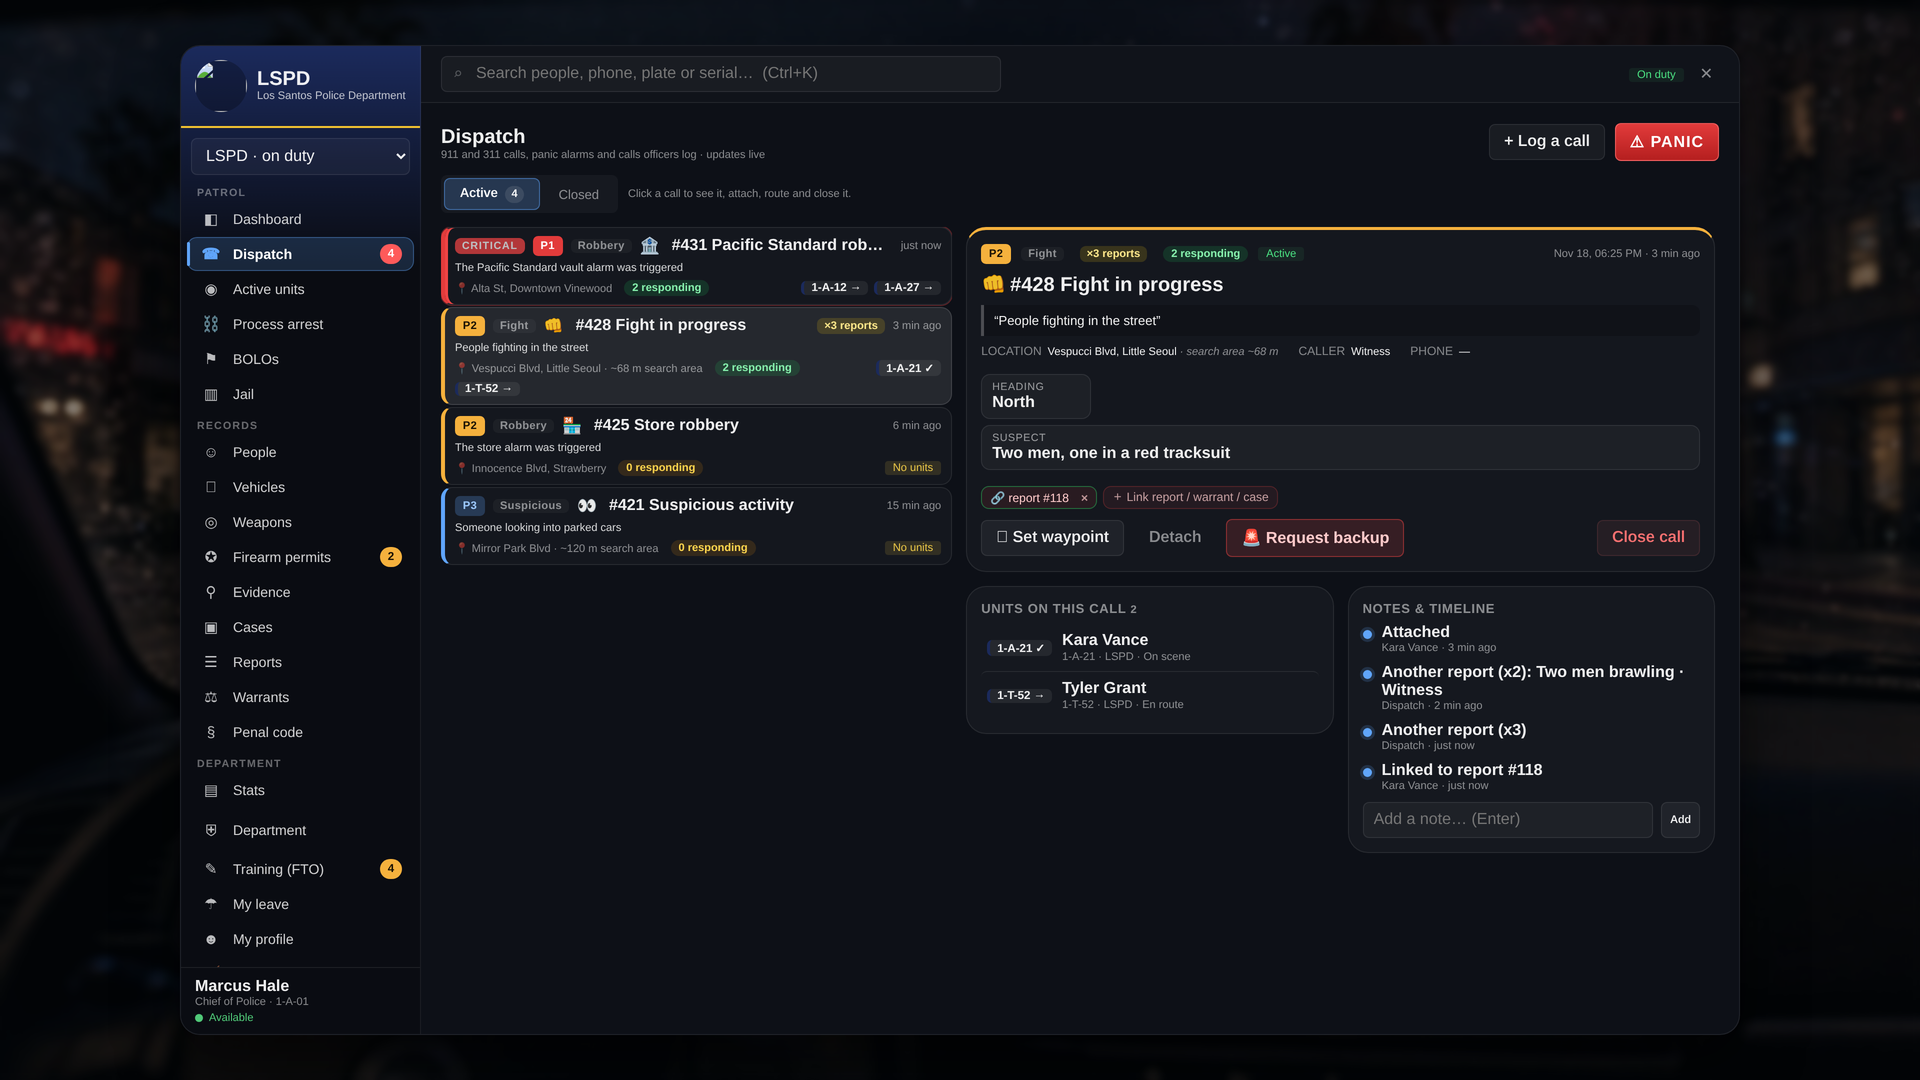 LSPD
Los Santos Police Department
Search people, phone, plate or serial… (Ctrl+K)
On duty
✕
LSPD · on duty
PATROL
Dashboard
Dispatch 4
Active units
Process arrest
BOLOs
Jail
RECORDS
People
Vehicles
Weapons
Firearm permits 2
Evidence
Cases
Reports
Warrants
§ Penal code
DEPARTMENT
Stats
Department
Training (FTO) 4
My leave
My profile
Marcus Hale
Chief of Police · 1-A-01
Available
Dispatch
911 and 311 calls, panic alarms and calls officers log · updates live
+ Log a call
⚠ PANIC
Active 4
Closed
Click a call to see it, attach, route and close it.
CRITICAL P1 Robbery 🏦 #431 Pacific Standard rob… just now
The Pacific Standard vault alarm was triggered
📍 Alta St, Downtown Vinewood 2 responding 1-A-12 → 1-A-27 →
P2 Fight 👊 #428 Fight in progress ×3 reports 3 min ago
People fighting in the street
📍 Vespucci Blvd, Little Seoul · ~68 m search area 2 responding 1-A-21 ✓
1-T-52 →
P2 Robbery 🏪 #425 Store robbery 6 min ago
The store alarm was triggered
📍 Innocence Blvd, Strawberry 0 responding No units
P3 Suspicious 👀 #421 Suspicious activity 15 min ago
Someone looking into parked cars
📍 Mirror Park Blvd · ~120 m search area 0 responding No units
P2 Fight ×3 reports 2 responding Active Nov 18, 06:25 PM · 3 min ago
👊 #428 Fight in progress
“People fighting in the street”
LOCATION Vespucci Blvd, Little Seoul · search area ~68 m CALLER Witness PHONE —
HEADING
North
SUSPECT
Two men, one in a red tracksuit
🔗 report #118 × + Link report / warrant / case
Set waypoint Detach 🚨 Request backup Close call
UNITS ON THIS CALL 2
1-A-21 ✓ Kara Vance
1-A-21 · LSPD · On scene
1-T-52 → Tyler Grant
1-T-52 · LSPD · En route
NOTES & TIMELINE
Attached
Kara Vance · 3 min ago
Another report (x2): Two men brawling ·
Witness
Dispatch · 2 min ago
Another report (x3)
Dispatch · just now
Linked to report #118
Kara Vance · just now
Add a note… (Enter) Add